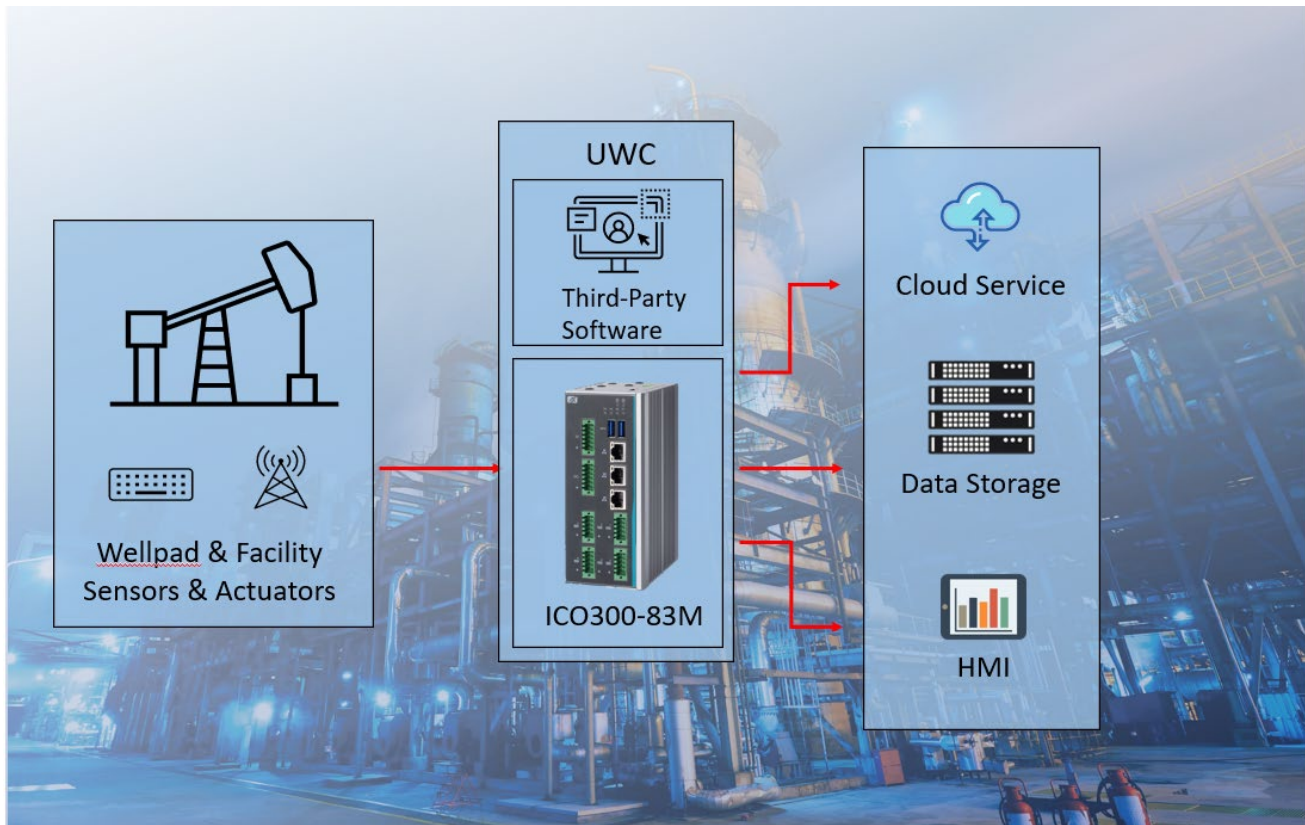 Wellpad & Facility
Sensors & Actuators
UWC
Third-Party
Software
ICO300-83M
Cloud Service
Data Storage
HMI